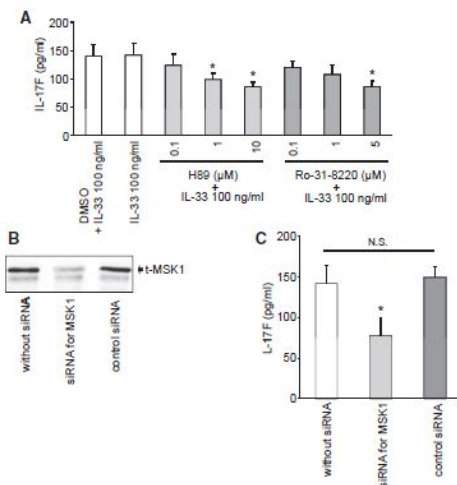 A
IL-17F (pg/ml)
200
150
100
50
0
* * *
DMSO
+ IL-33 100 ng/ml
IL-33 100 ng/ml
0.1
1
10
0.1
1
5
H89 (µM)
+
IL-33 100 ng/ml
Ro-31-8220 (µM)
+
IL-33 100 ng/ml
B
t-MSK1
without siRNA
siRNA for MSK1
control siRNA
C
N.S.
L-17F (pg/ml)
200
150
100
50
0
*
without siRNA
siRNA for MSK1
control siRNA